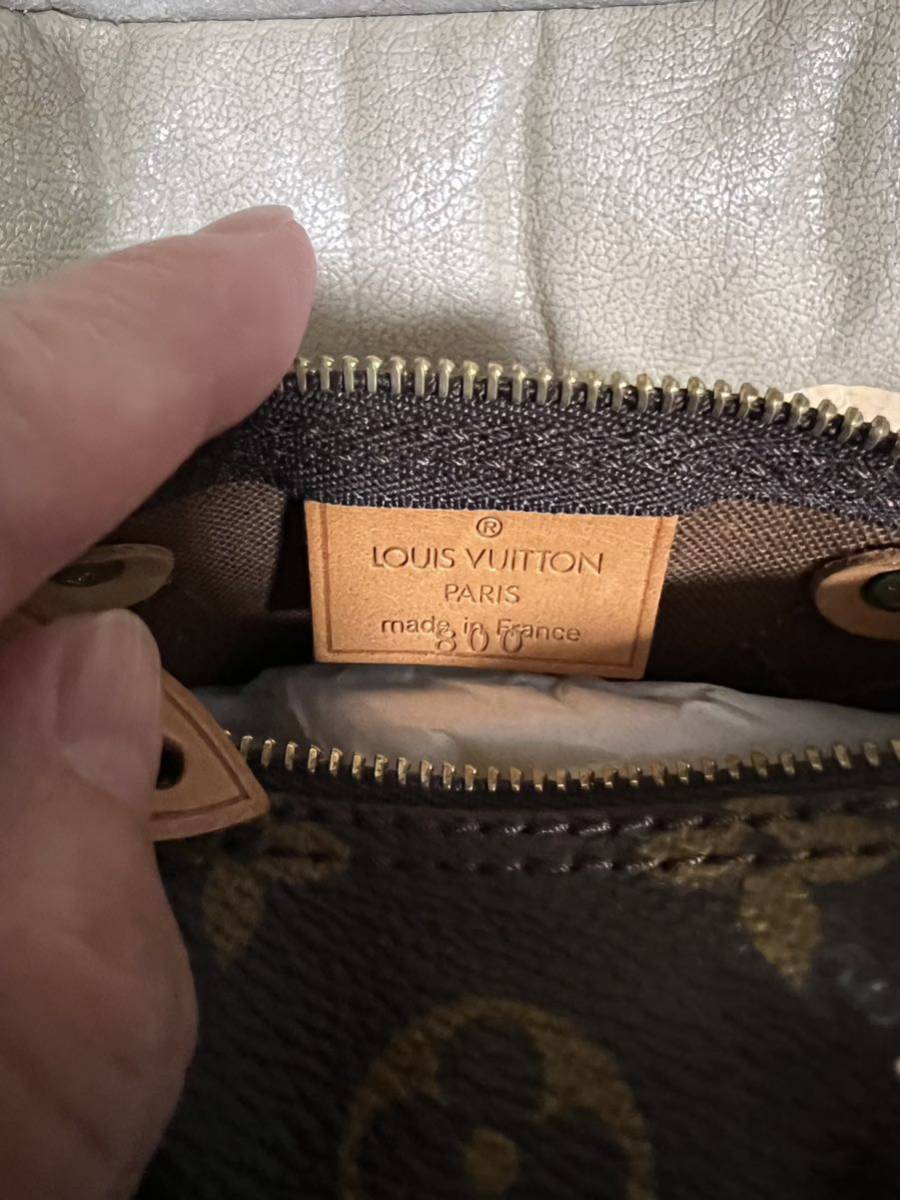 ®
LOUIS VUITTON
PARIS
made in France
800